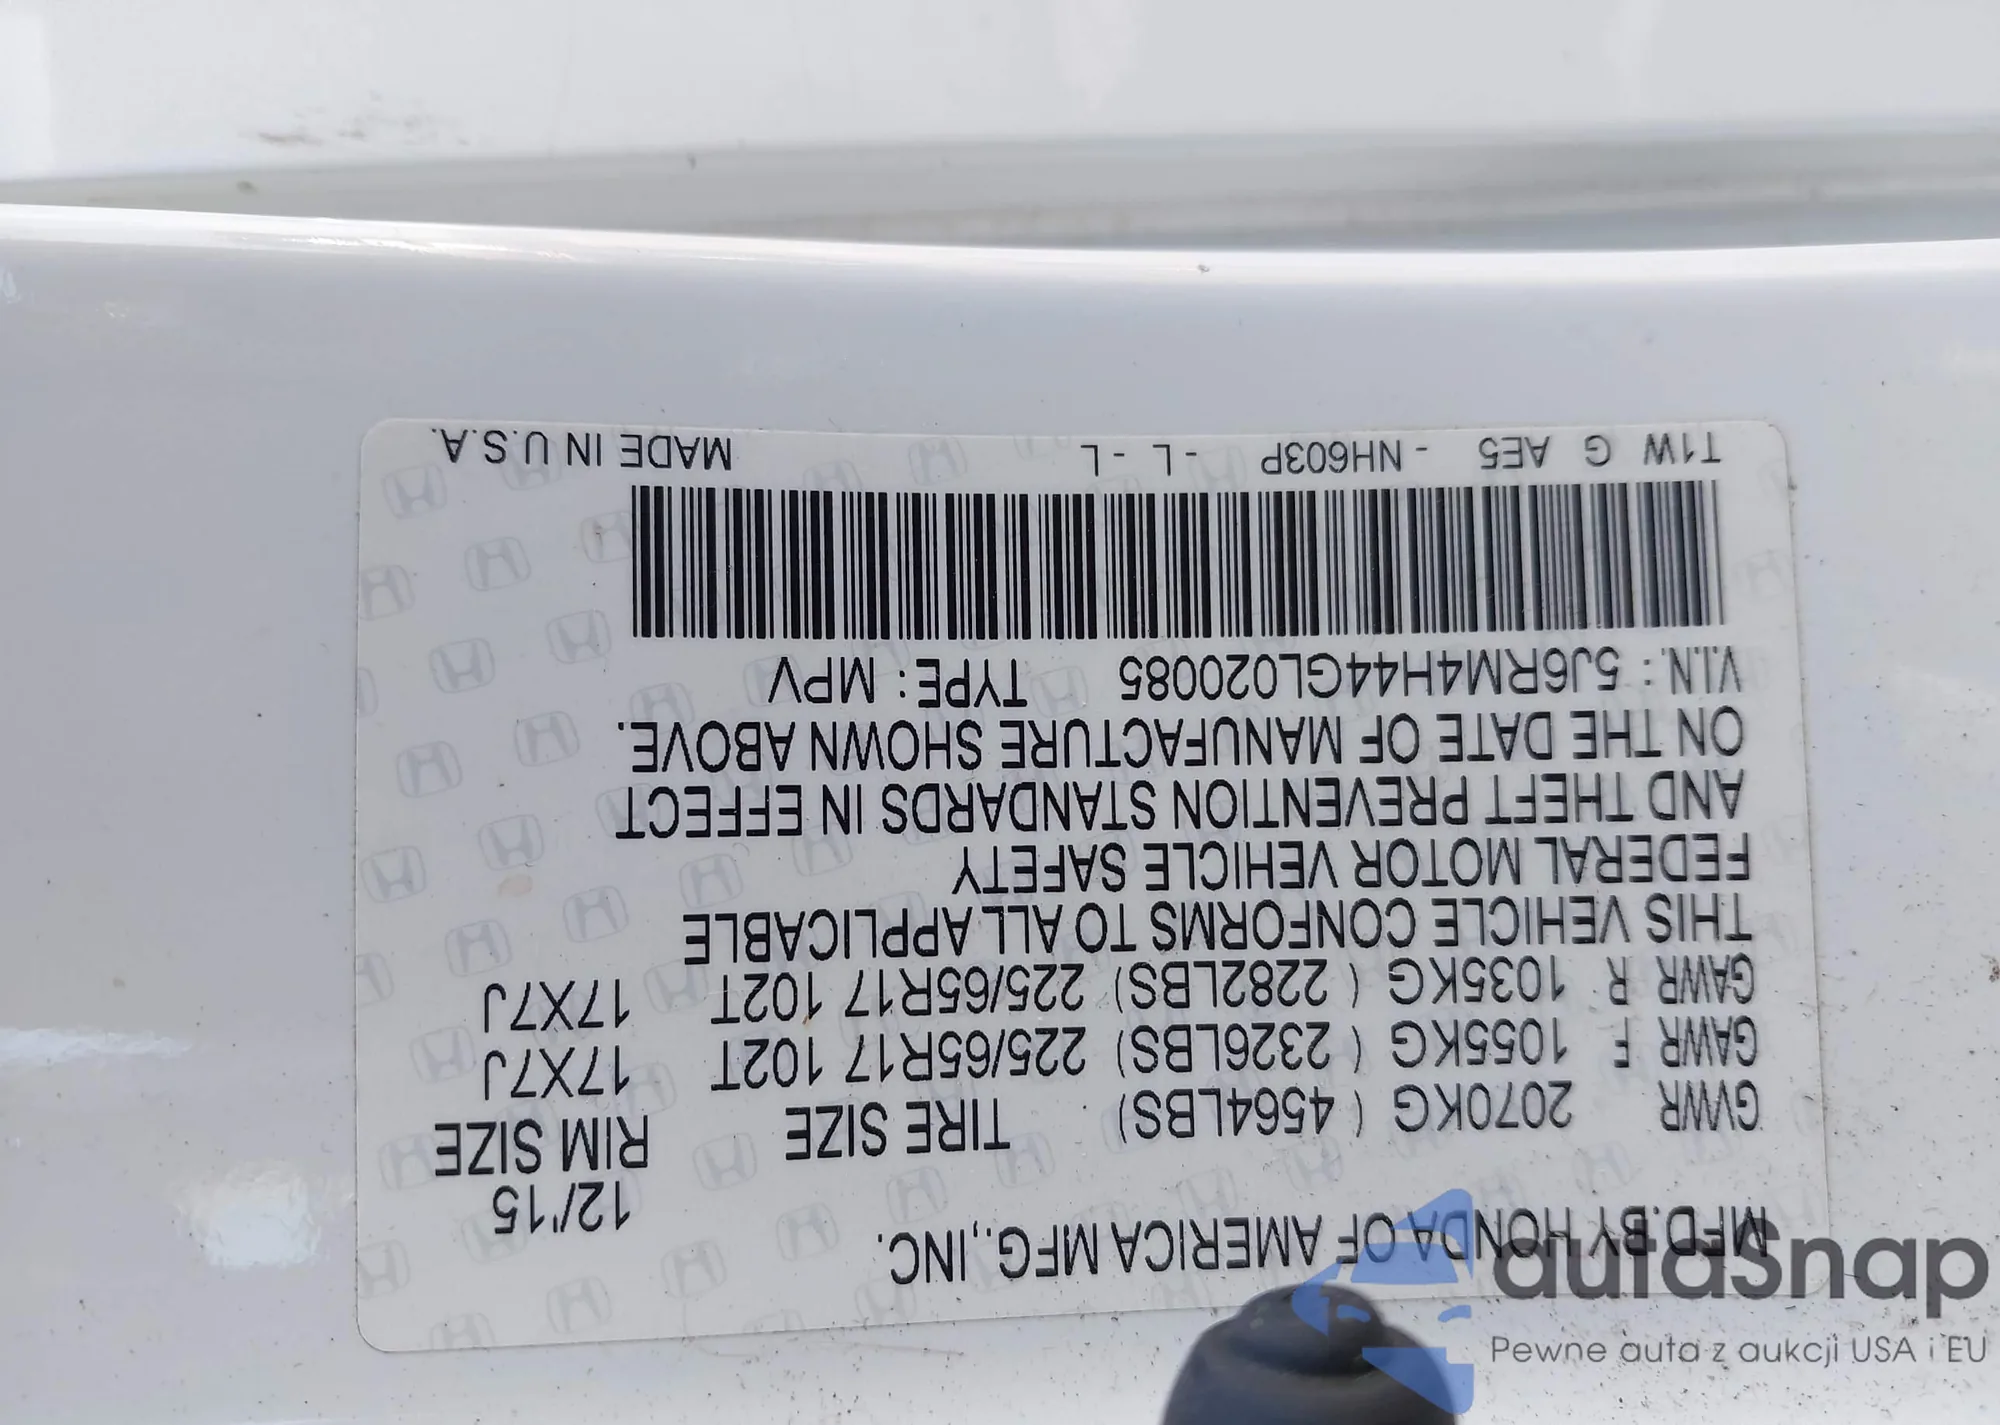 MFD. BY HONDA OF AMERICA MFG., INC.
12/'15
GVWR 2070KG ( 4564LBS) TIRE SIZE RIM SIZE
GAWR F 1055KG ( 2326LBS) 225/65R17 102T 17X7J
GAWR R 1035KG ( 2282LBS) 225/65R17 102T 17X7J
THIS VEHICLE CONFORMS TO ALL APPLICABLE
FEDERAL MOTOR VEHICLE SAFETY
AND THEFT PREVENTION STANDARDS IN EFFECT
ON THE DATE OF MANUFACTURE SHOWN ABOVE.
V.I.N.: 5J6RM4H44GL020085 TYPE: MPV
T1W G AE5 - NH603P - L - L MADE IN U.S.A.
autaSnap
Pewne auta z aukcji USA i EU